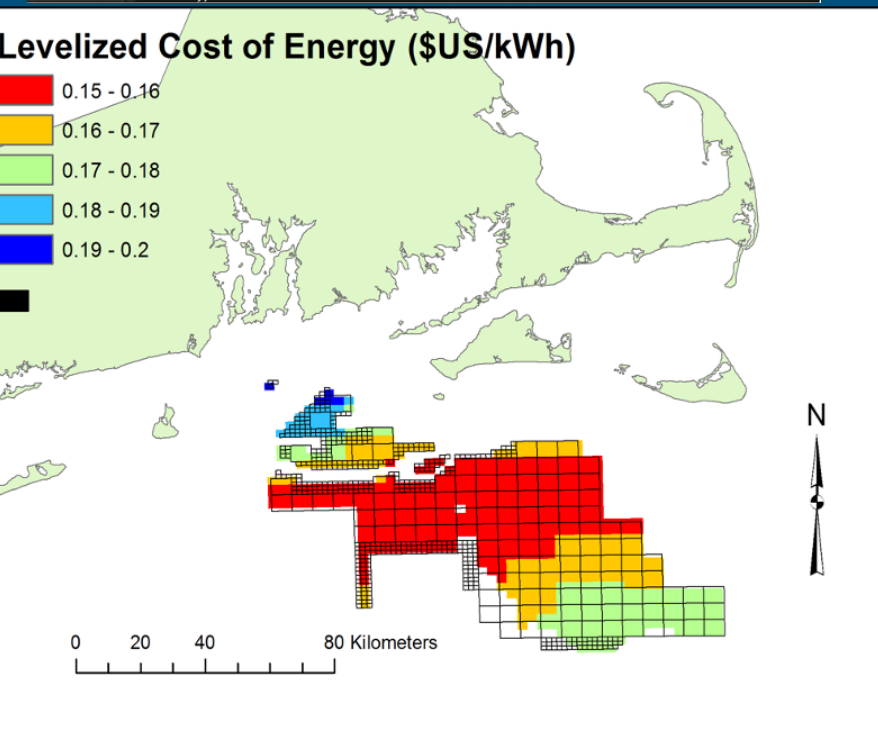 Levelized Cost of Energy ($US/kWh)
0.15 - 0.16
0.16 - 0.17
0.17 - 0.18
0.18 - 0.19
0.19 - 0.2
N
0 20 40 80 Kilometers